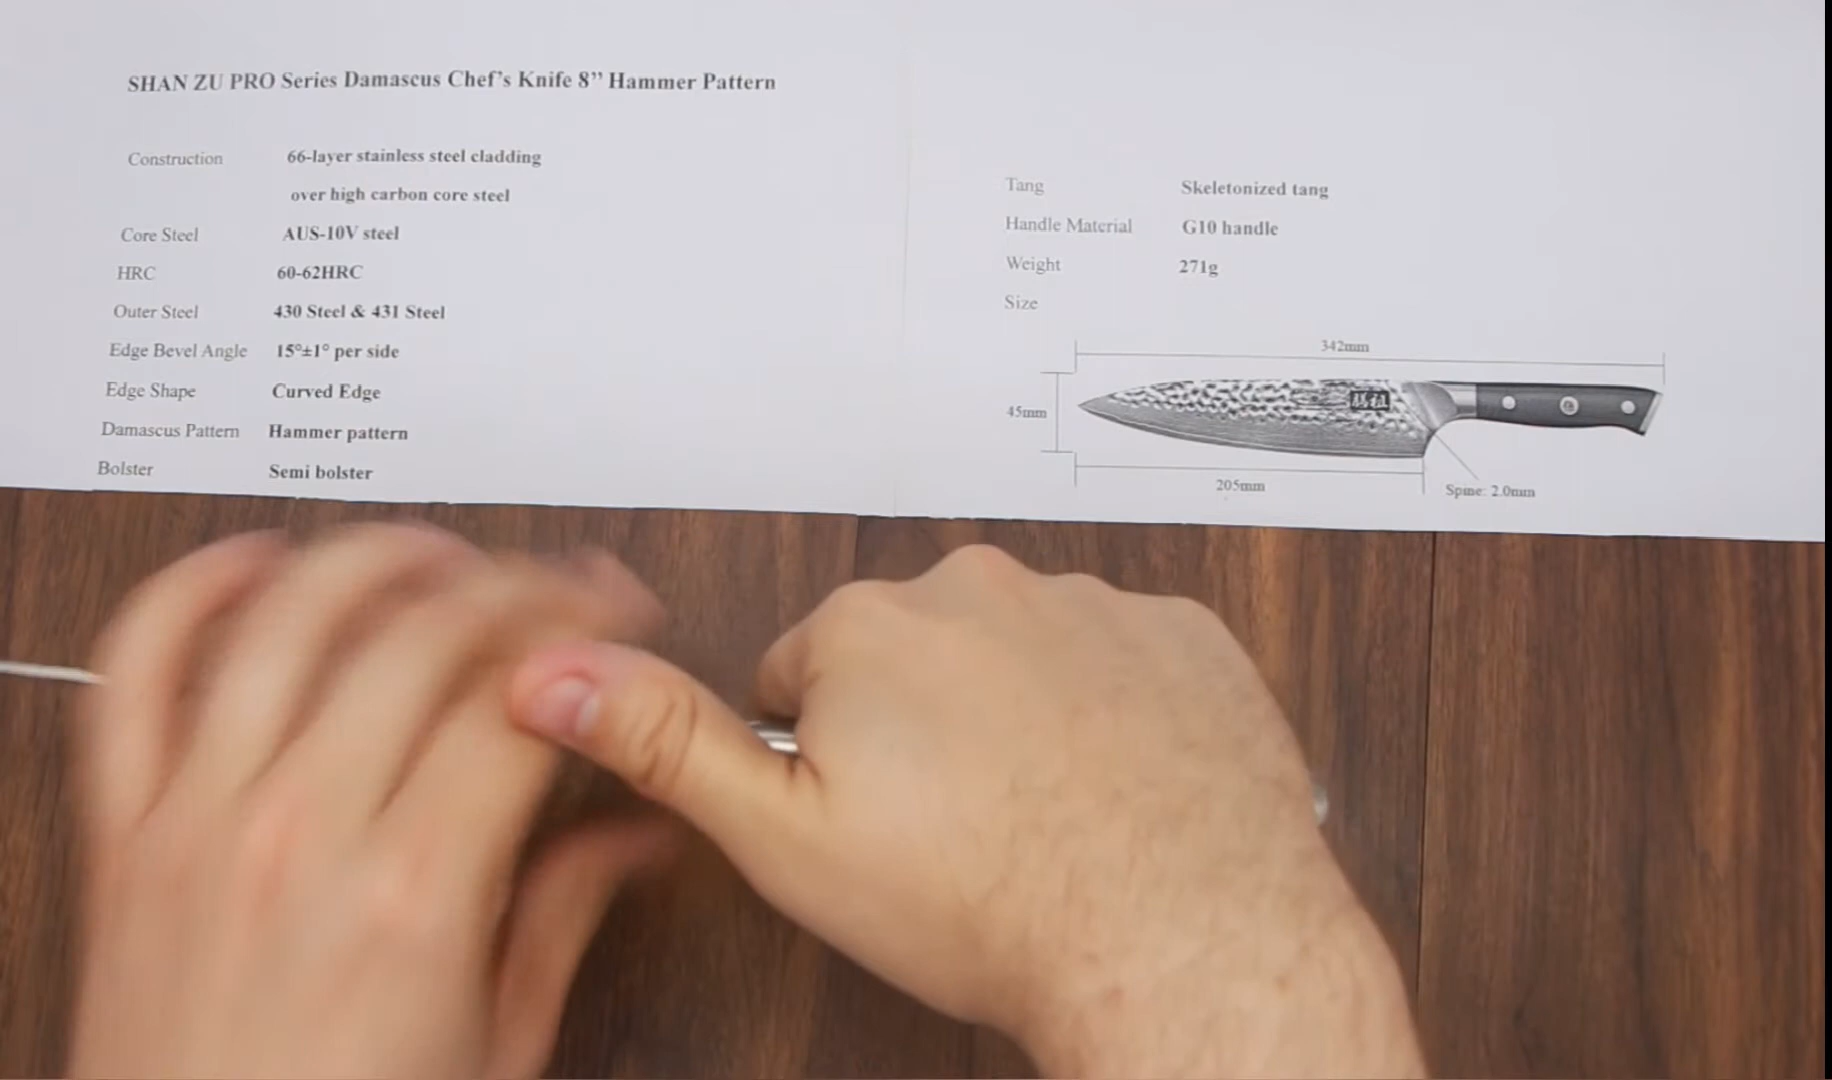 SHAN ZU PRO Series Damascus Chef's Knife 8” Hammer Pattern
Construction 66-layer stainless steel cladding
over high carbon core steel
Core Steel AUS-10V steel
HRC 60-62HRC
Outer Steel 430 Steel & 431 Steel
Edge Bevel Angle 15°±1° per side
Edge Shape Curved Edge
Damascus Pattern Hammer pattern
Bolster Semi bolster
Tang Skeletonized tang
Handle Material G10 handle
Weight 271g
Size
342mm
45mm
205mm
Spine: 2.0mm